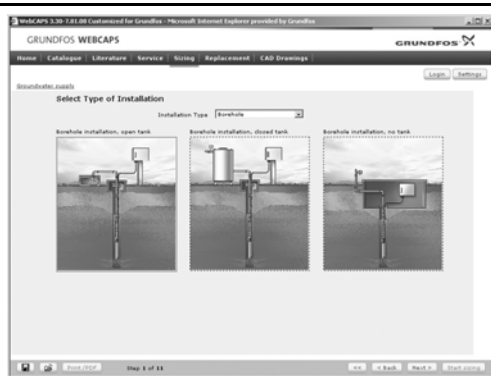 WebCAPS 3.30-7.01.08 Customized for Grundfos - Microsoft Internet Explorer provided by Grundfos
GRUNDFOS WEBCAPS
GRUNDFOS
Home Catalogue Literature Service Sizing Replacement CAD Drawings
Login Settings
Groundwater supply
Select Type of Installation
Installation Type Borehole
Borehole installation, open tank Borehole installation, closed tank Borehole installation, no tank
Print/PDF Step 1 of 11 << < Back Next > Start sizing